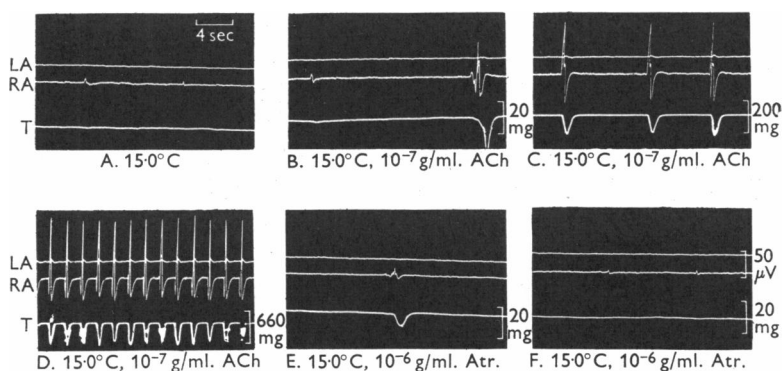 4 sec
LA
RA
T
A. 15·0°C
20 mg
B. 15·0°C, 10⁻⁷ g/ml. ACh
200 mg
C. 15·0°C, 10⁻⁷ g/ml. ACh
LA
RA
T
660 mg
D. 15·0°C, 10⁻⁷ g/ml. ACh
20 mg
E. 15·0°C, 10⁻⁶ g/ml. Atr.
50 μV
20 mg
F. 15·0°C, 10⁻⁶ g/ml. Atr.